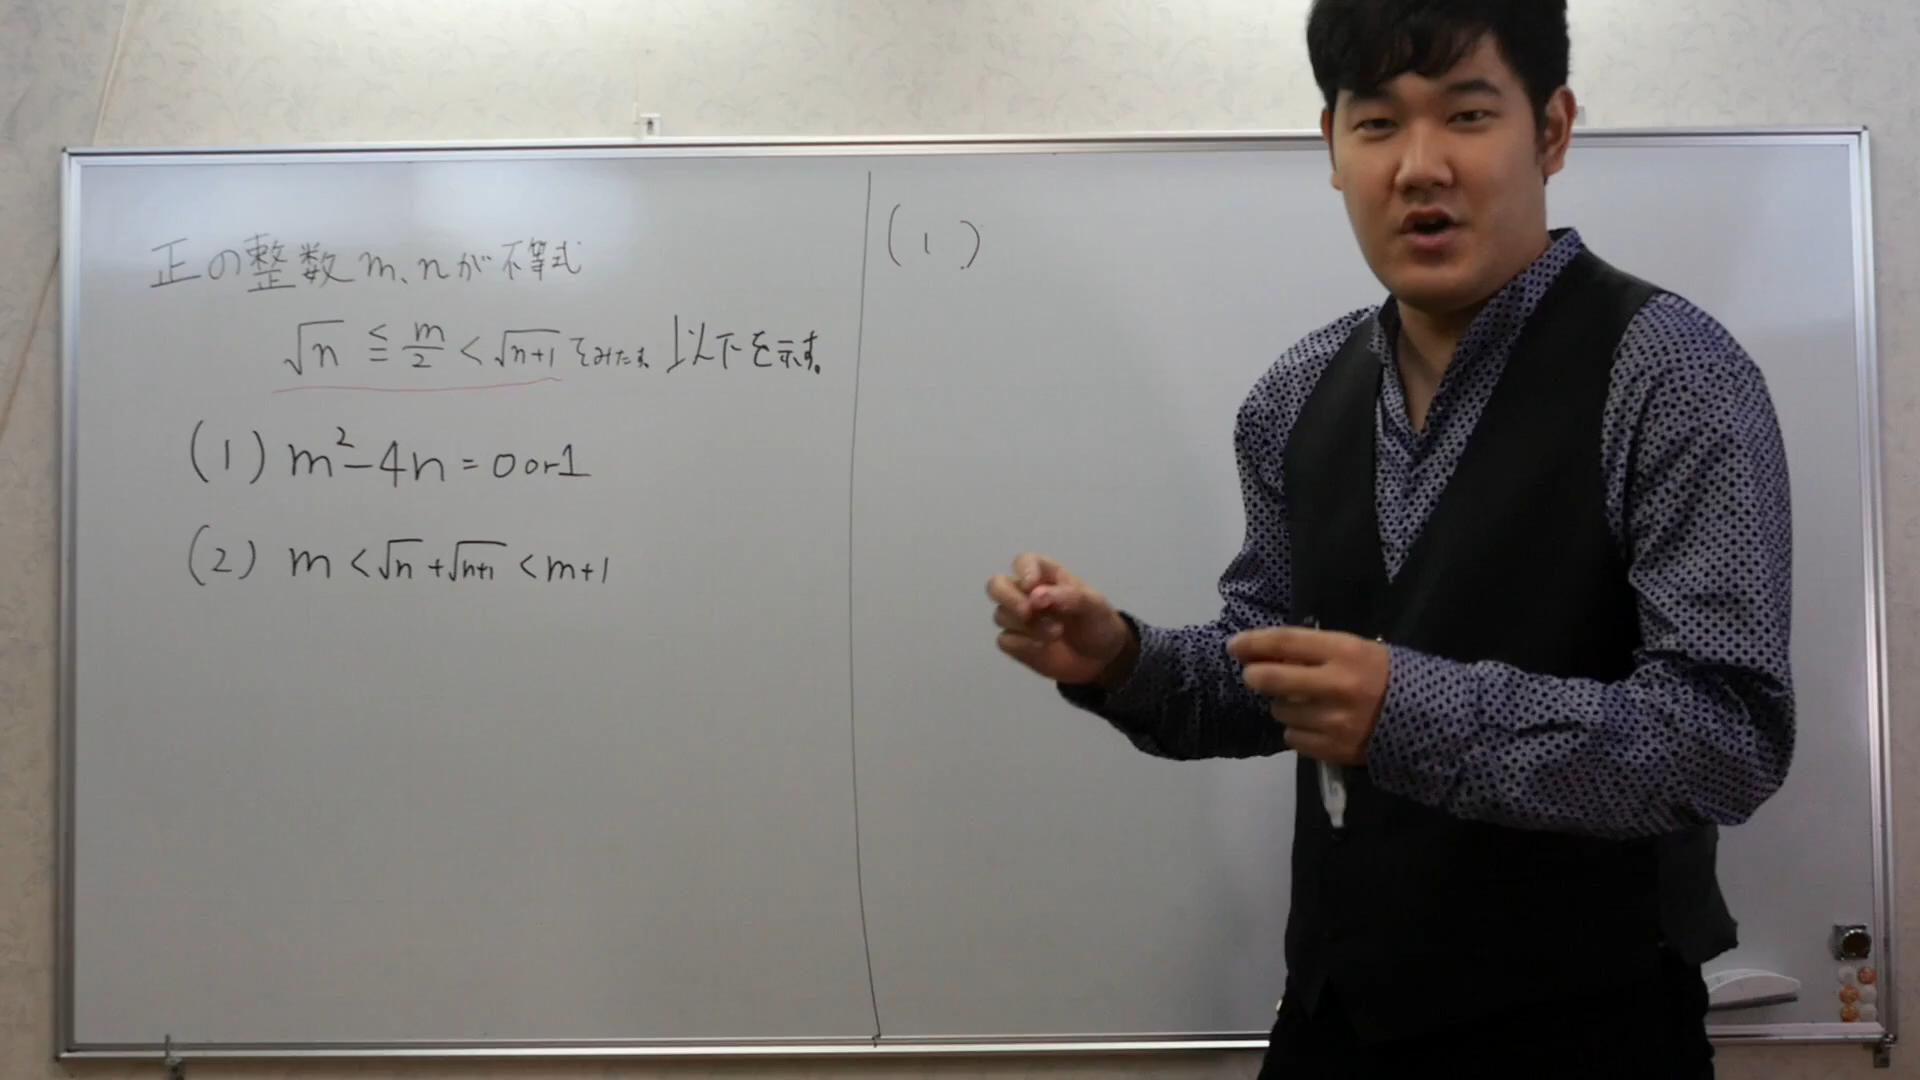 正の整数m、nが不等式
√n ≦ m/2 < √n+1 をみたす 以下を示す。
(1) m²-4n=0 or 1
(2) m<√n+√n+1<m+1
(1)